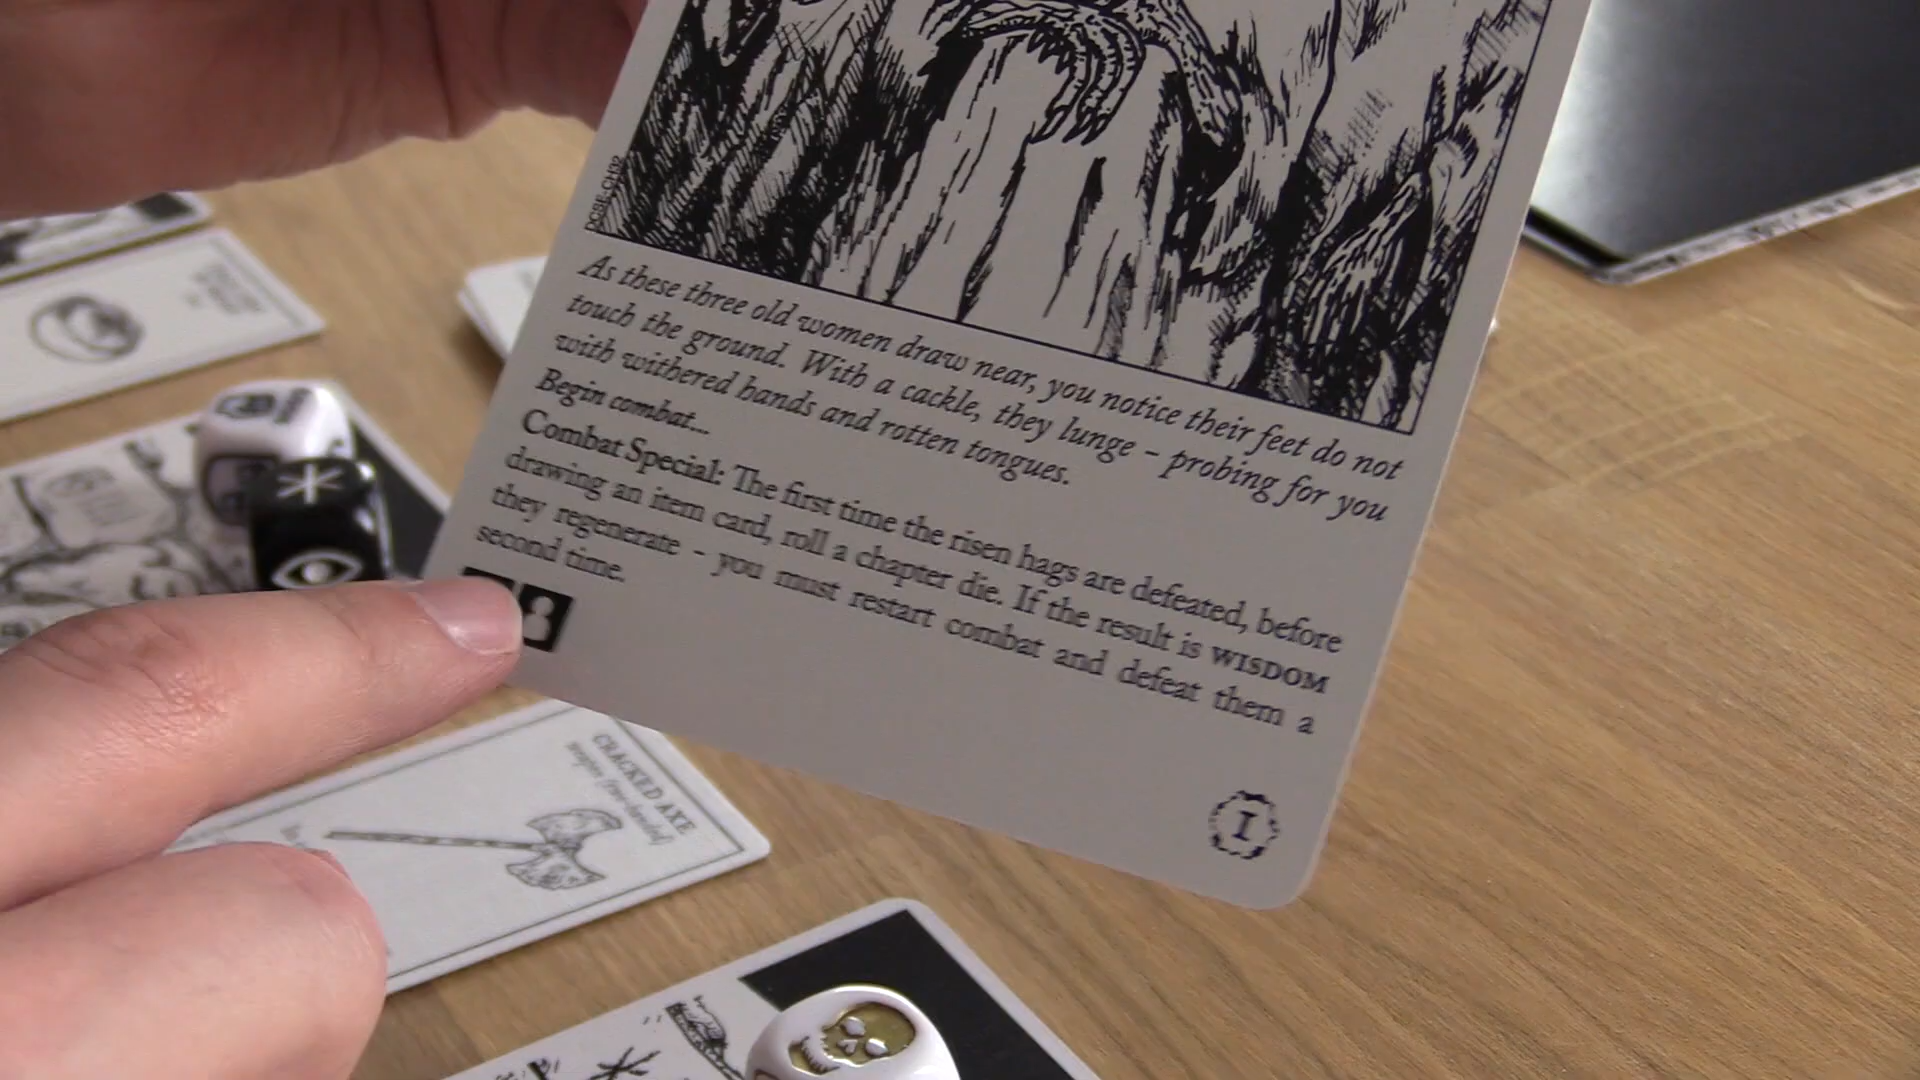 As these three old women draw near, you notice their feet do not
touch the ground. With a cackle, they lunge - probing for you
with withered hands and rotten tongues.
Begin combat...
Combat Special: The first time the risen hags are defeated, before
drawing an item card, roll a chapter die. If the result is WISDOM
they regenerate - you must restart combat and defeat them a
second time.
I
CRACKED AXE
weapon (two-handed)